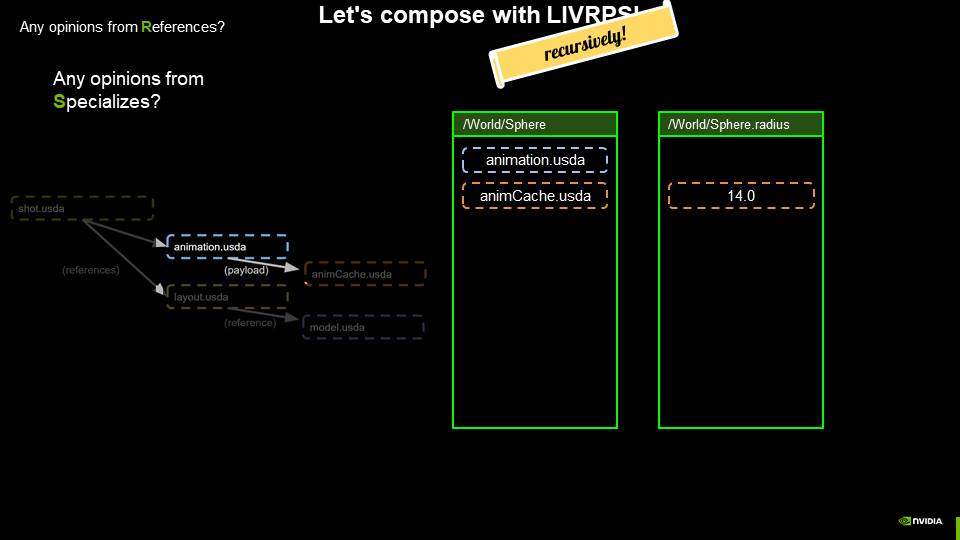 Let's compose with LIVRPS!
recursively!
Any opinions from References?
Any opinions from
Specializes?
/World/Sphere
animation.usda
animCache.usda
/World/Sphere.radius
14.0
shot.usda
(references)
animation.usda
(payload)
animCache.usda
layout.usda
(reference)
model.usda
NVIDIA